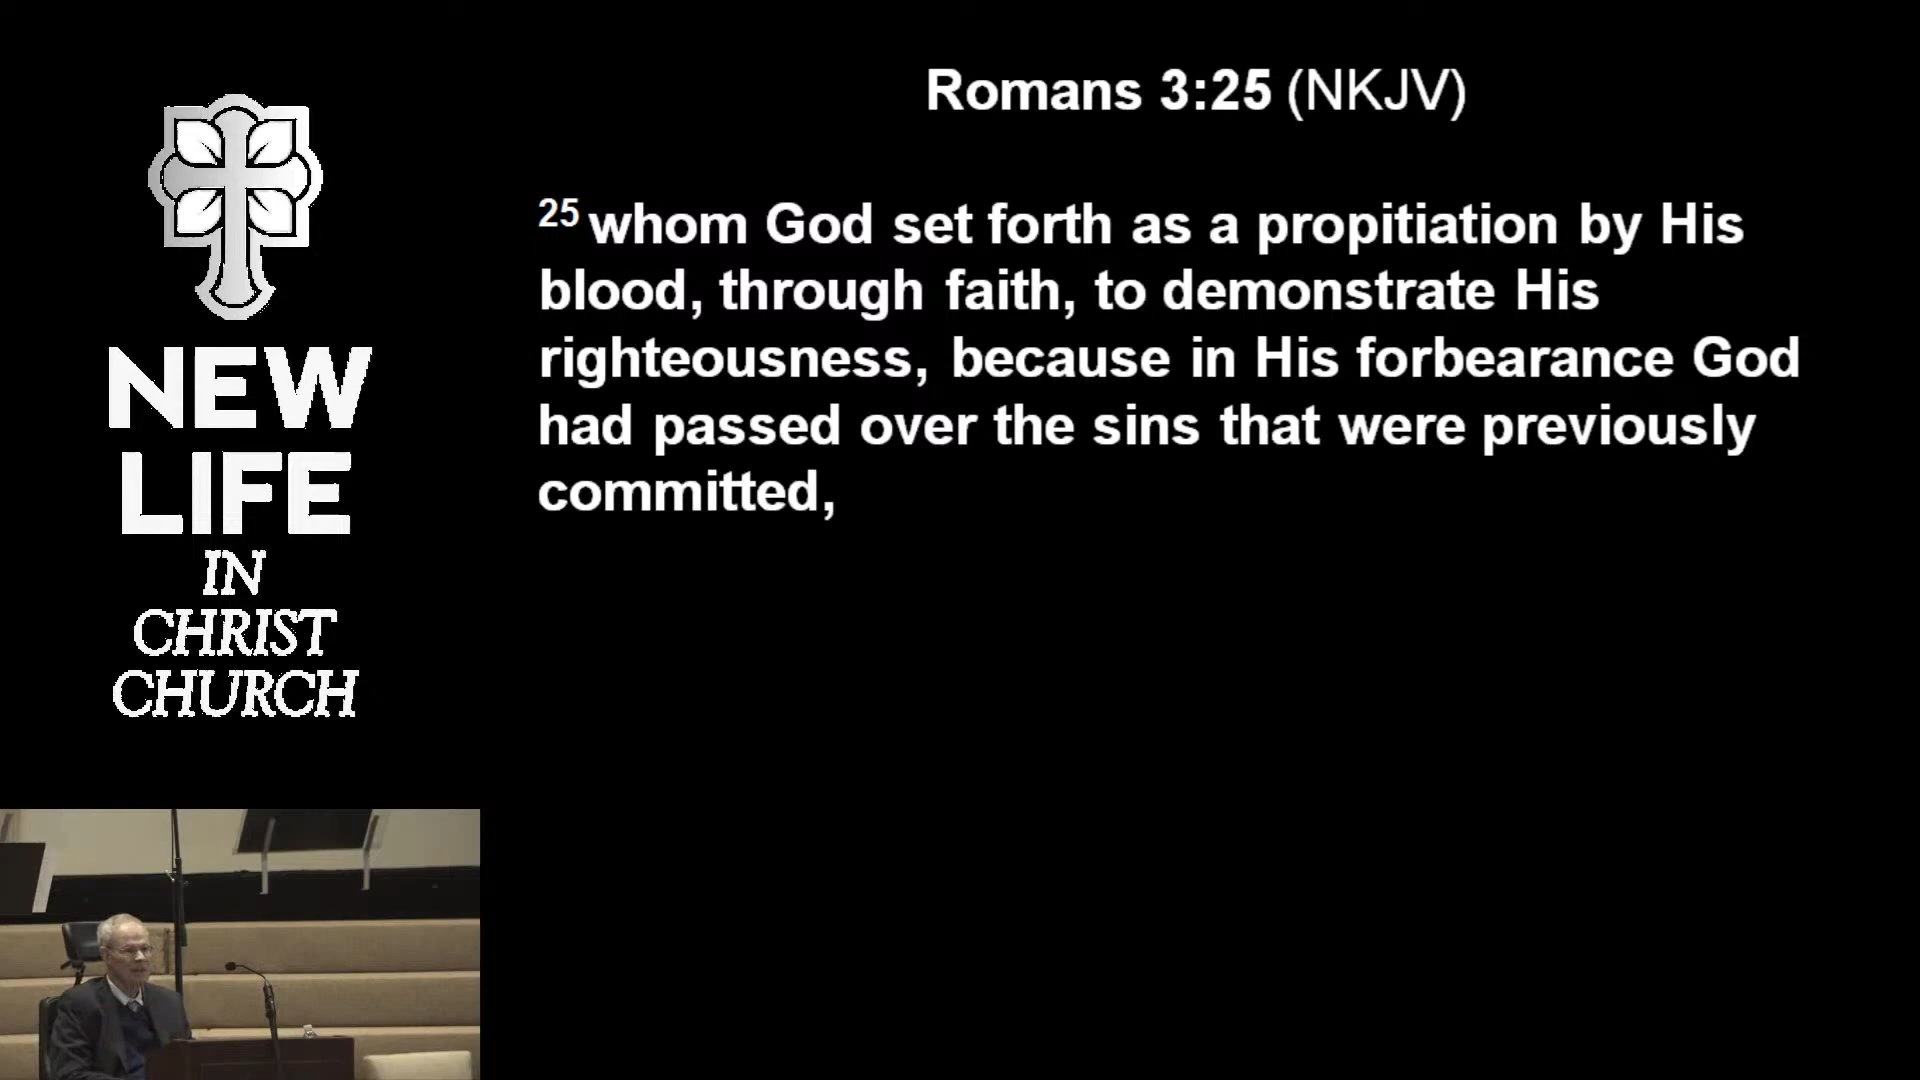 Romans 3:25 (NKJV)
25 whom God set forth as a propitiation by His
blood, through faith, to demonstrate His
righteousness, because in His forbearance God
had passed over the sins that were previously
committed,
NEW
LIFE
IN
CHRIST
CHURCH